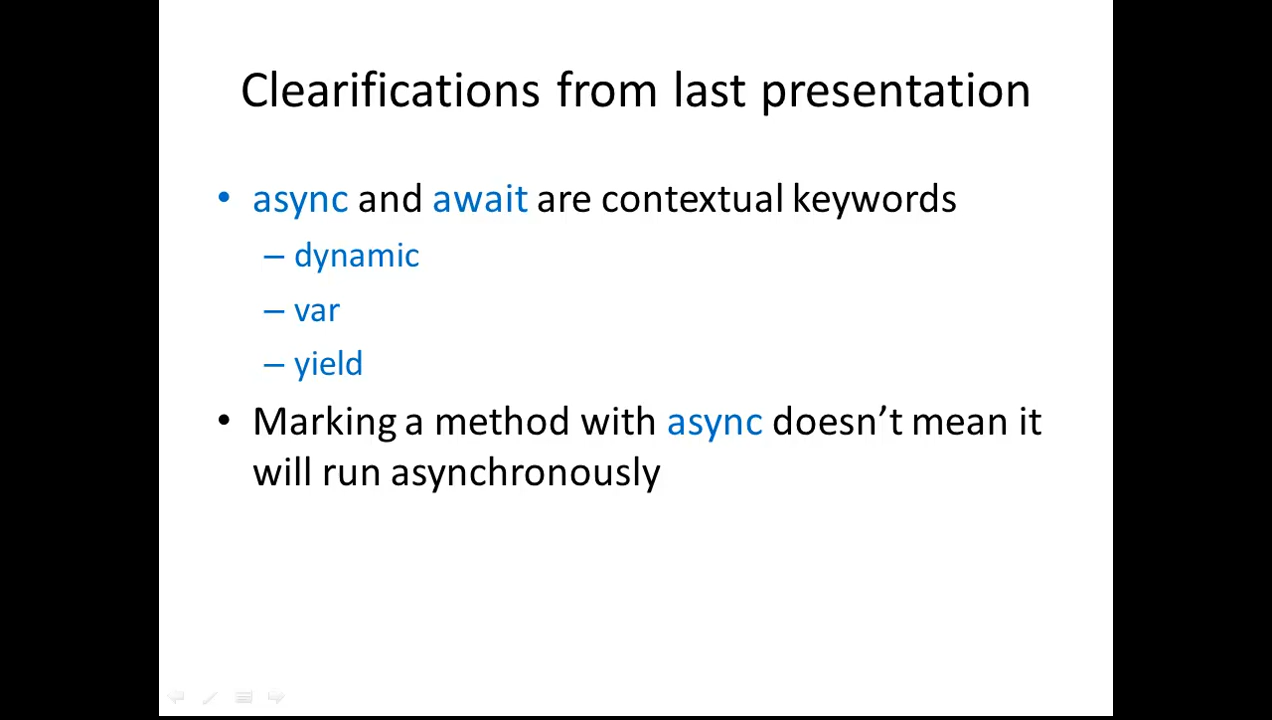 Clearifications from last presentation
• async and await are contextual keywords
– dynamic
– var
– yield
• Marking a method with async doesn’t mean it
will run asynchronously